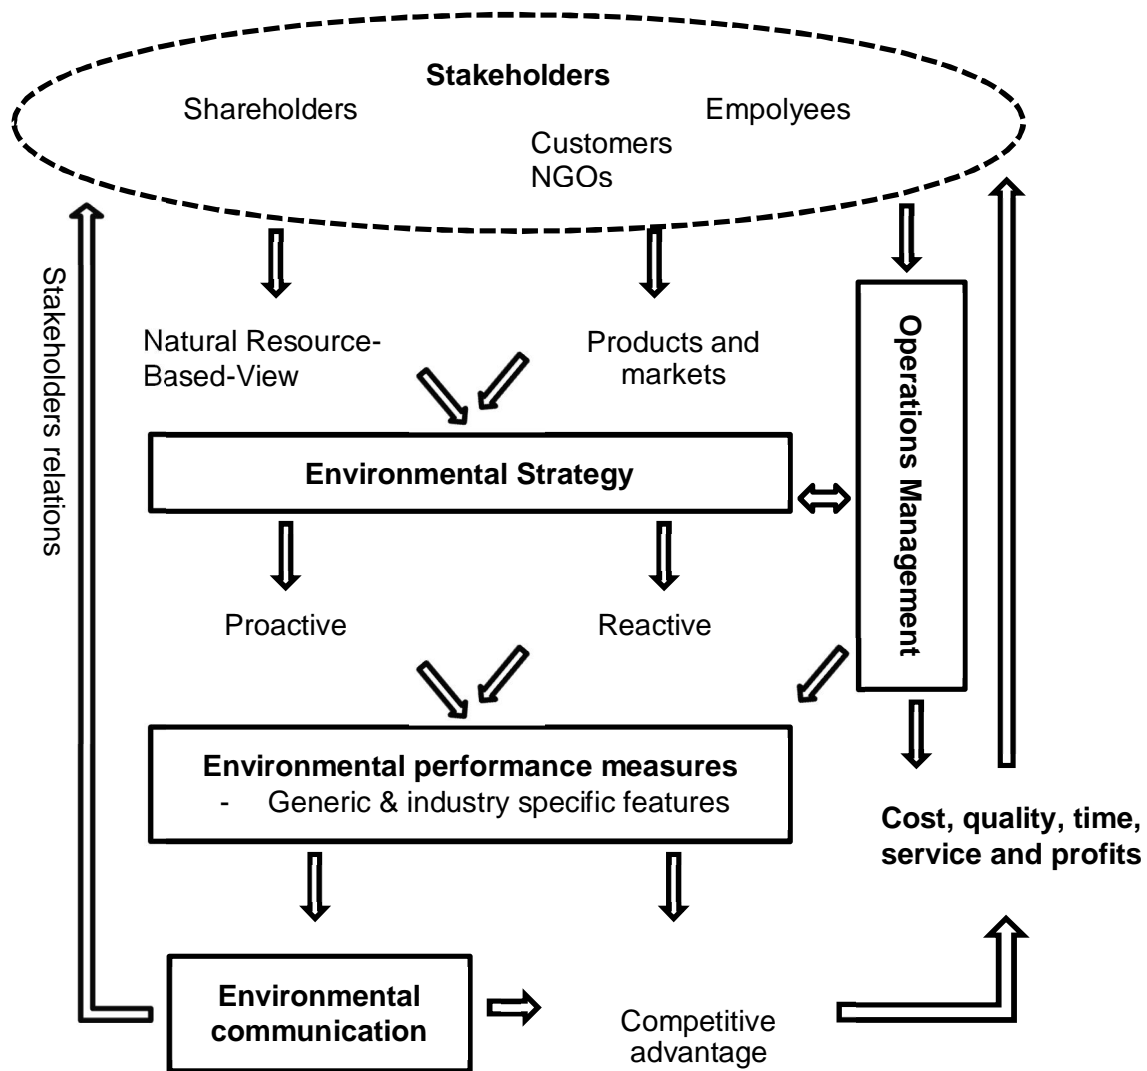 Stakeholders
Shareholders
Empolyees
Customers
NGOs
Stakeholders relations
Natural Resource-
Based-View
Products and
markets
Operations Management
Environmental Strategy
Proactive
Reactive
Environmental performance measures
- Generic & industry specific features
Cost, quality, time,
service and profits
Environmental
communication
Competitive
advantage